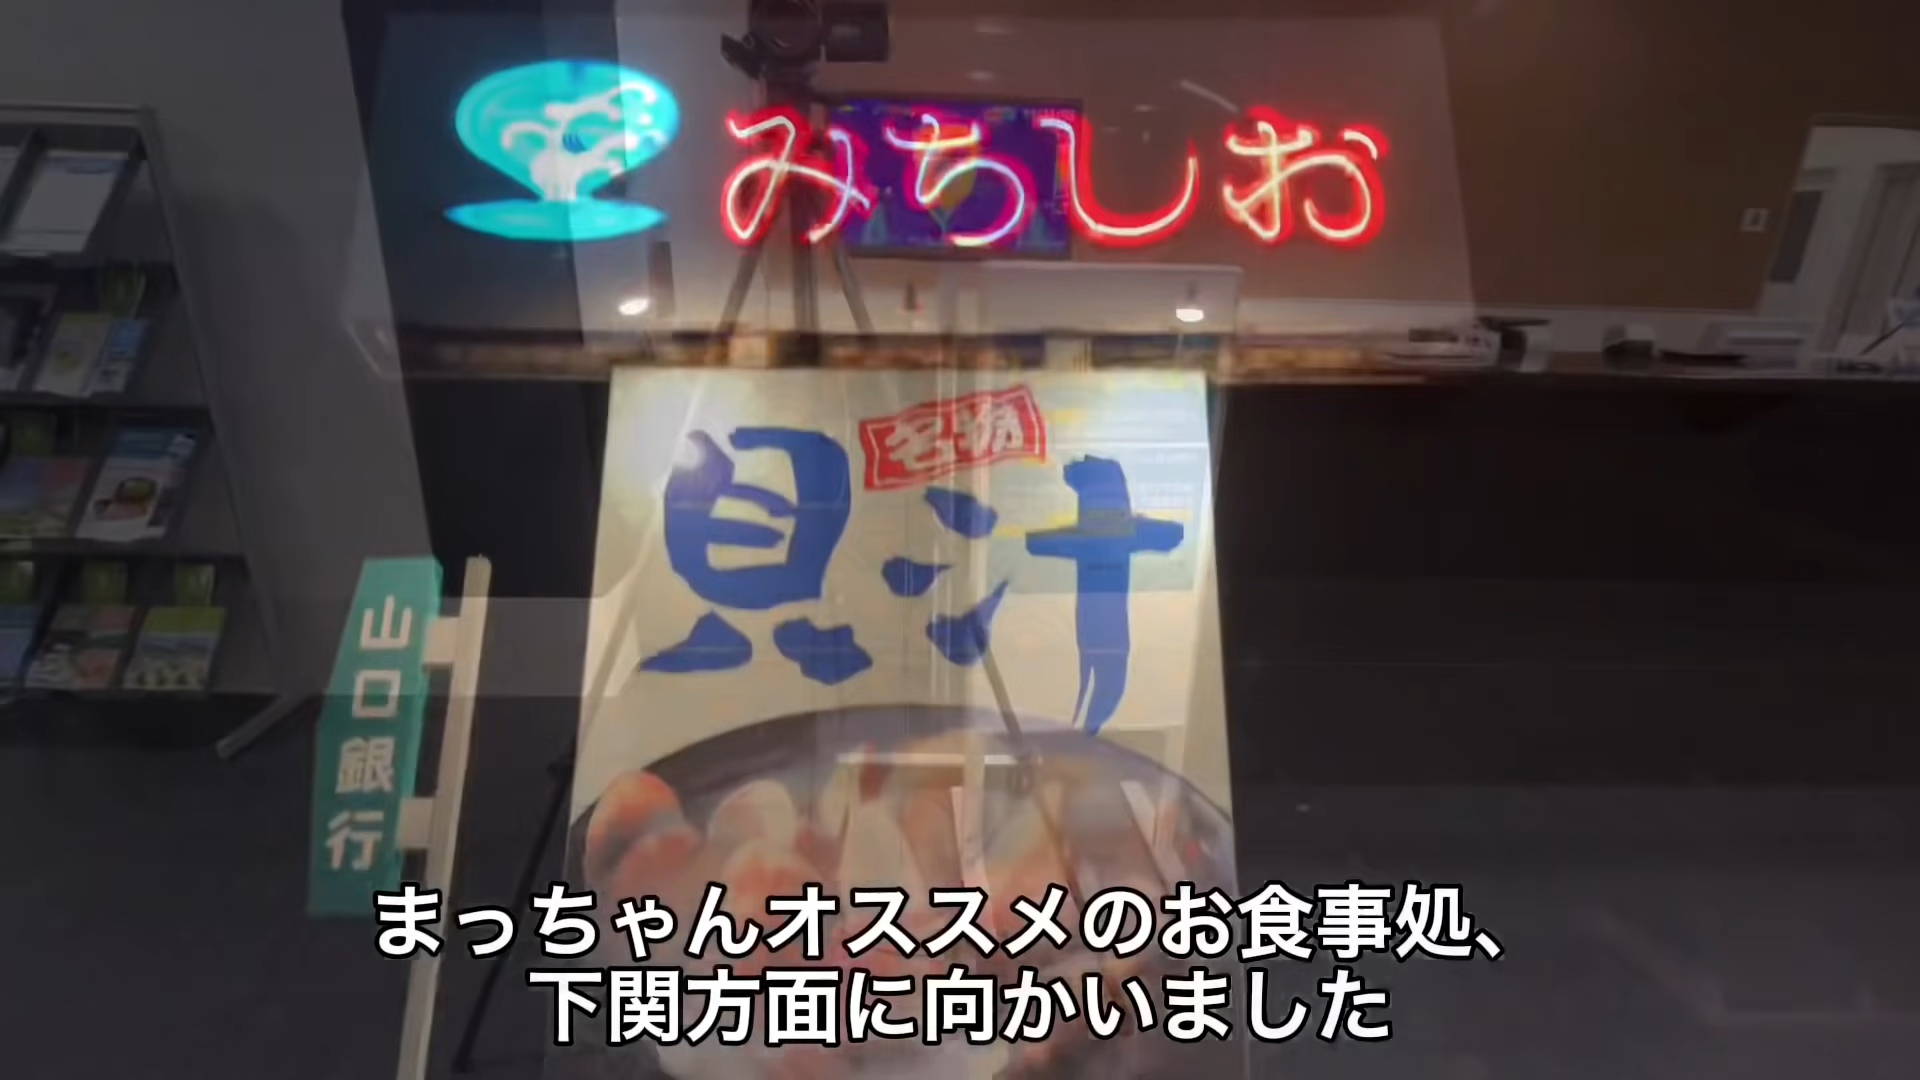 みちしお
名物
貝汁
山口銀行
まっちゃんオススメのお食事処、
下関方面に向かいました